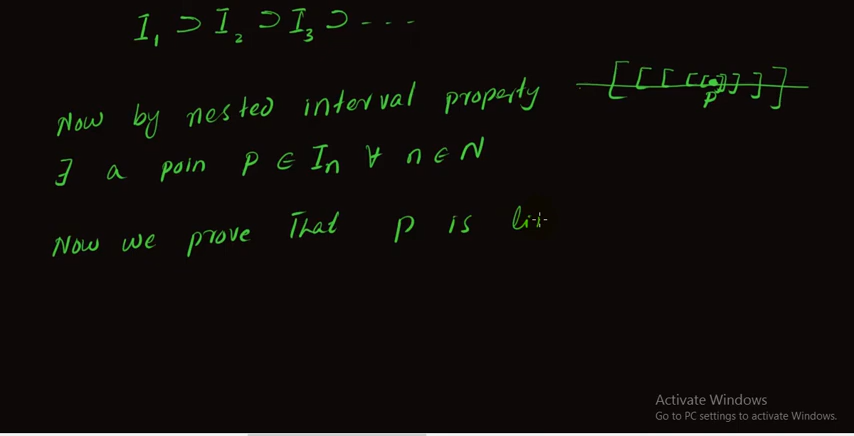 I₁ ⊃ I₂ ⊃ I₃ ⊃ ----
[ [ [ [ [ ] ] ] ] ]
P
Now by nested interval property
∃ a poin P ∈ In ∀ n ∈ N
Now we prove That p is li
Activate Windows
Go to PC settings to activate Windows.